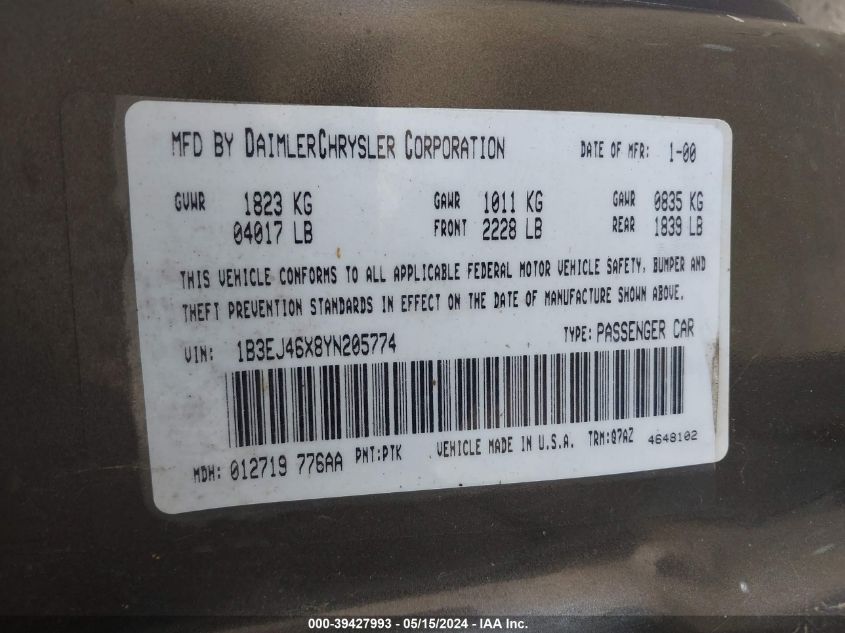 MFD BY DAIMLERCHRYSLER CORPORATION DATE OF MFR: 1-00
GVWR 1823 KG GAWR 1011 KG GAWR 0835 KG
04017 LB FRONT 2228 LB REAR 1839 LB
THIS VEHICLE CONFORMS TO ALL APPLICABLE FEDERAL MOTOR VEHICLE SAFETY, BUMPER AND
THEFT PREVENTION STANDARDS IN EFFECT ON THE DATE OF MANUFACTURE SHOWN ABOVE.
VIN: 1B3EJ46X8YN205774 TYPE: PASSENGER CAR
MDH: 012719 776AA PNT:PTK VEHICLE MADE IN U.S.A. TRM:Q7AZ 4648102
000-39427993 - 05/15/2024 - IAA Inc.